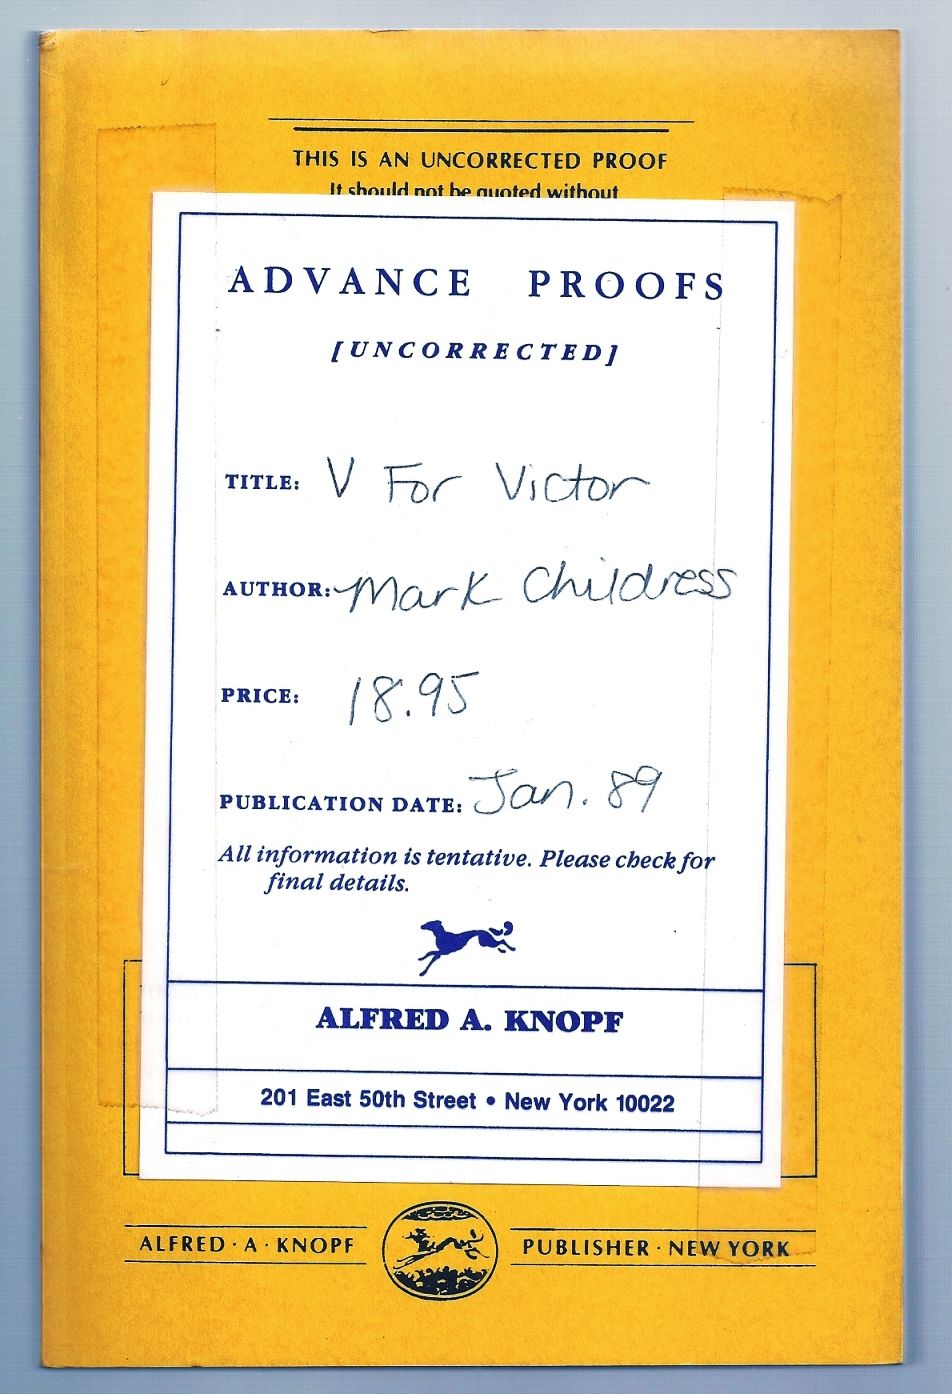 THIS IS AN UNCORRECTED PROOF
It should not be quoted without
ADVANCE PROOFS
[UNCORRECTED]
TITLE: V For Victor
AUTHOR: Mark Childress
PRICE: 18.95
PUBLICATION DATE: Jan. 89
All information is tentative. Please check for
final details.
ALFRED A. KNOPF
201 East 50th Street • New York 10022
ALFRED · A · KNOPF PUBLISHER · NEW YORK